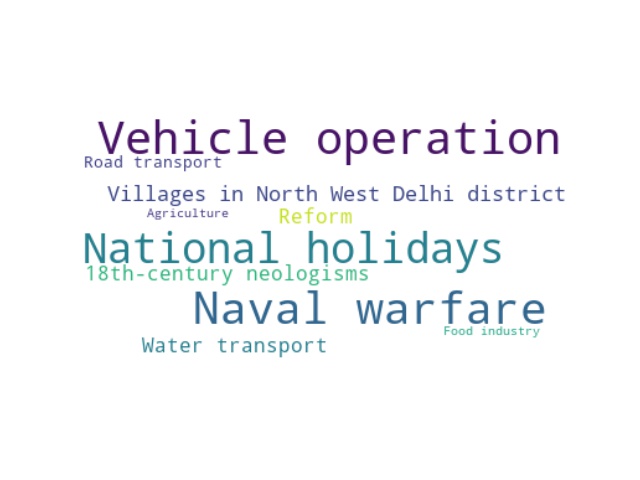 Vehicle operation
Road transport
Villages in North West Delhi district
Agriculture
Reform
National holidays
18th-century neologisms
Naval warfare
Food industry
Water transport